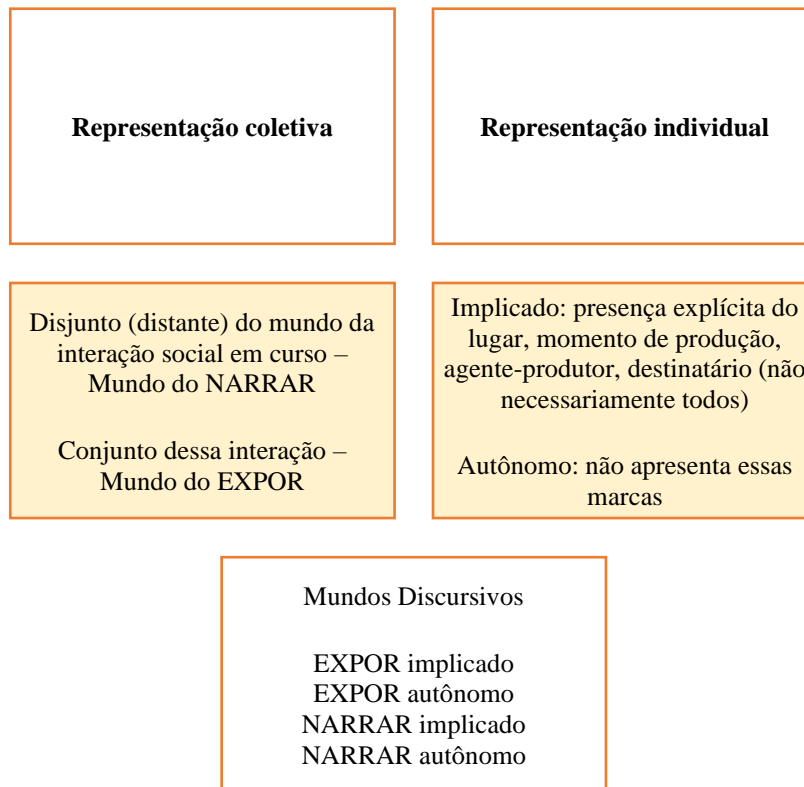 Representação coletiva
Representação individual
Disjunto (distante) do mundo da
interação social em curso –
Mundo do NARRAR
Conjunto dessa interação –
Mundo do EXPOR
Implicado: presença explícita do
lugar, momento de produção,
agente-produtor, destinatário (não
necessariamente todos)
Autônomo: não apresenta essas
marcas
Mundos Discursivos
EXPOR implicado
EXPOR autônomo
NARRAR implicado
NARRAR autônomo